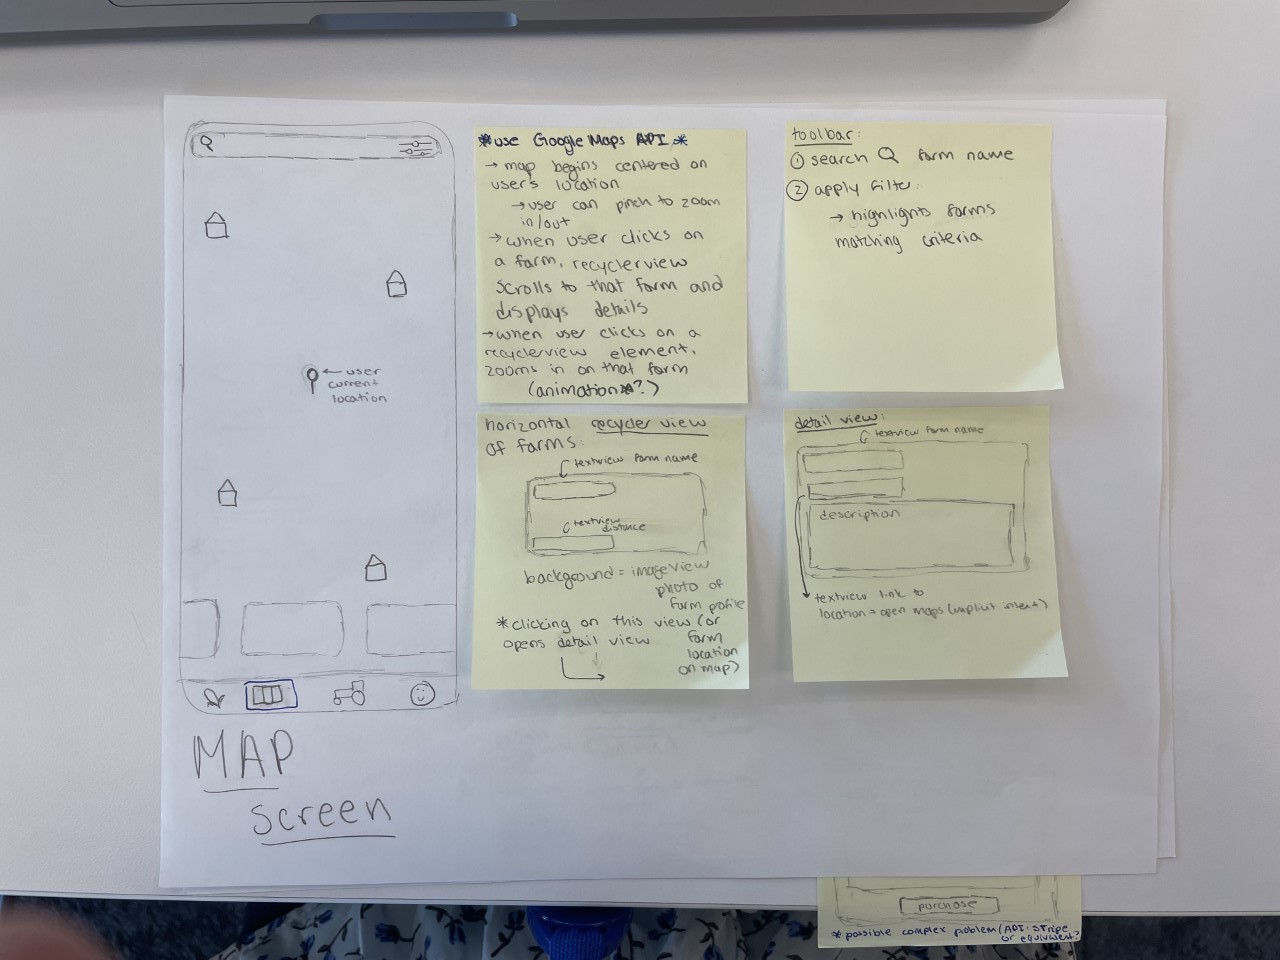 ← user
current
location
MAP
screen
*use Google Maps API*
→ map begins centered on
user's location
→ user can pinch to zoom
in/out
→ when user clicks on
a farm, recyclerview
scrolls to that farm and
displays details
→ when user clicks on a
recyclerview element,
zooms in on that farm
(animation*?)
toolbar:
① search farm name
② apply filter:
→ highlights farms
matching criteria
horizontal recycler view
of farms:
textview farm name
textview
distance
background = imageview
photo of
farm profile
*clicking on this view (or
opens detail view farm
location
on map)
detail view:
textview farm name
description
textview link to
location → open maps (implicit intent)
purchase
*possible complex problem (API: Stripe
or equivalent?